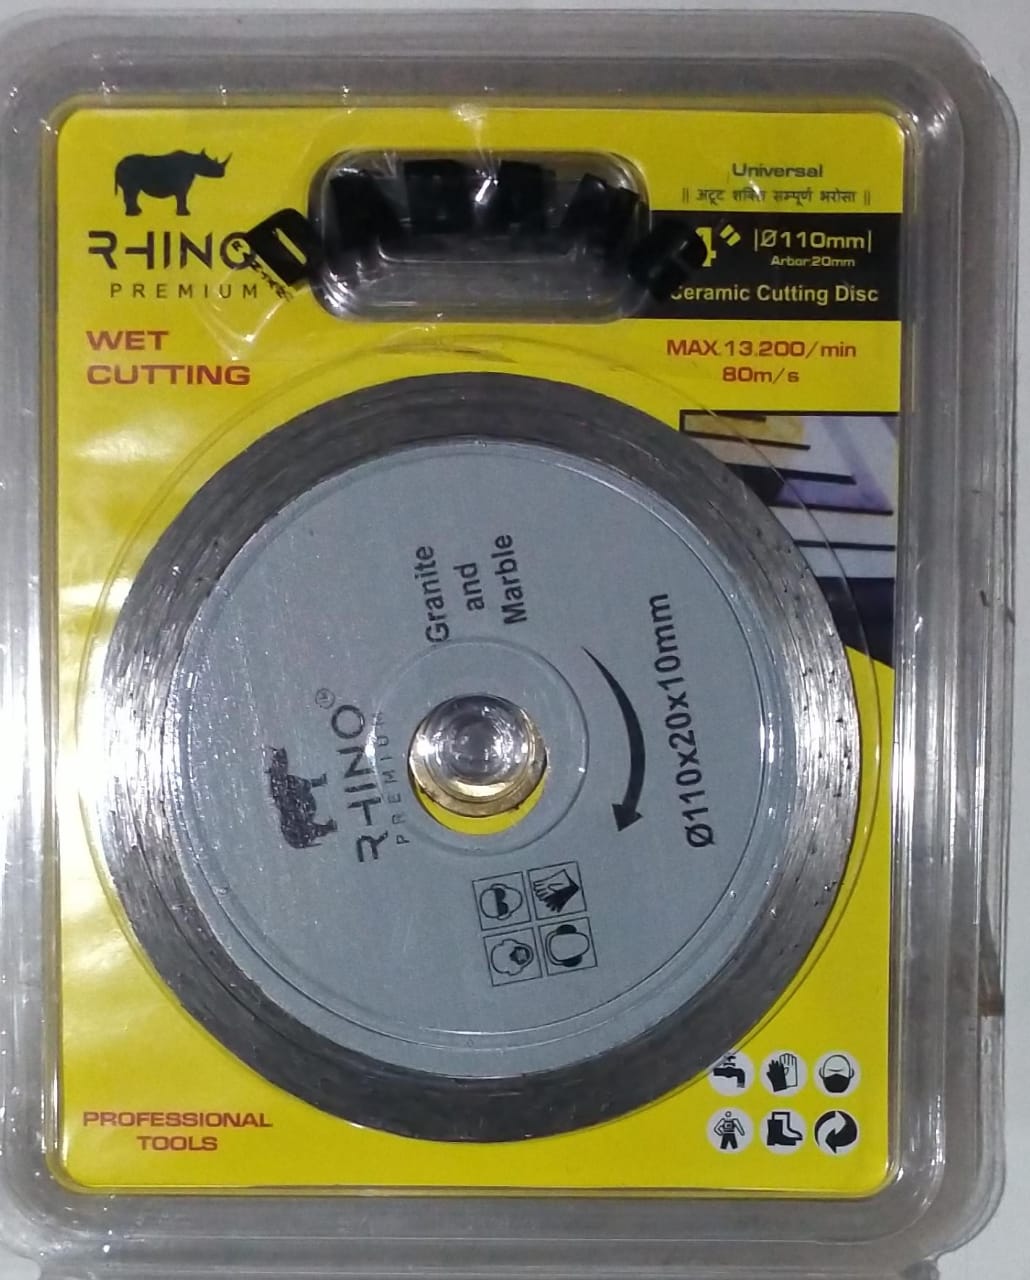 RHINO
PREMIUM
WET
CUTTING
Universal
|| अटूट शक्ति सम्पूर्ण भरोसा ||
4" |Ø110mm|
Arbor:20mm
Ceramic Cutting Disc
MAX.13.200/min
80m/s
Granite
and
Marble
RHINO®
PREMIUM
Ø110x20x10mm
PROFESSIONAL
TOOLS